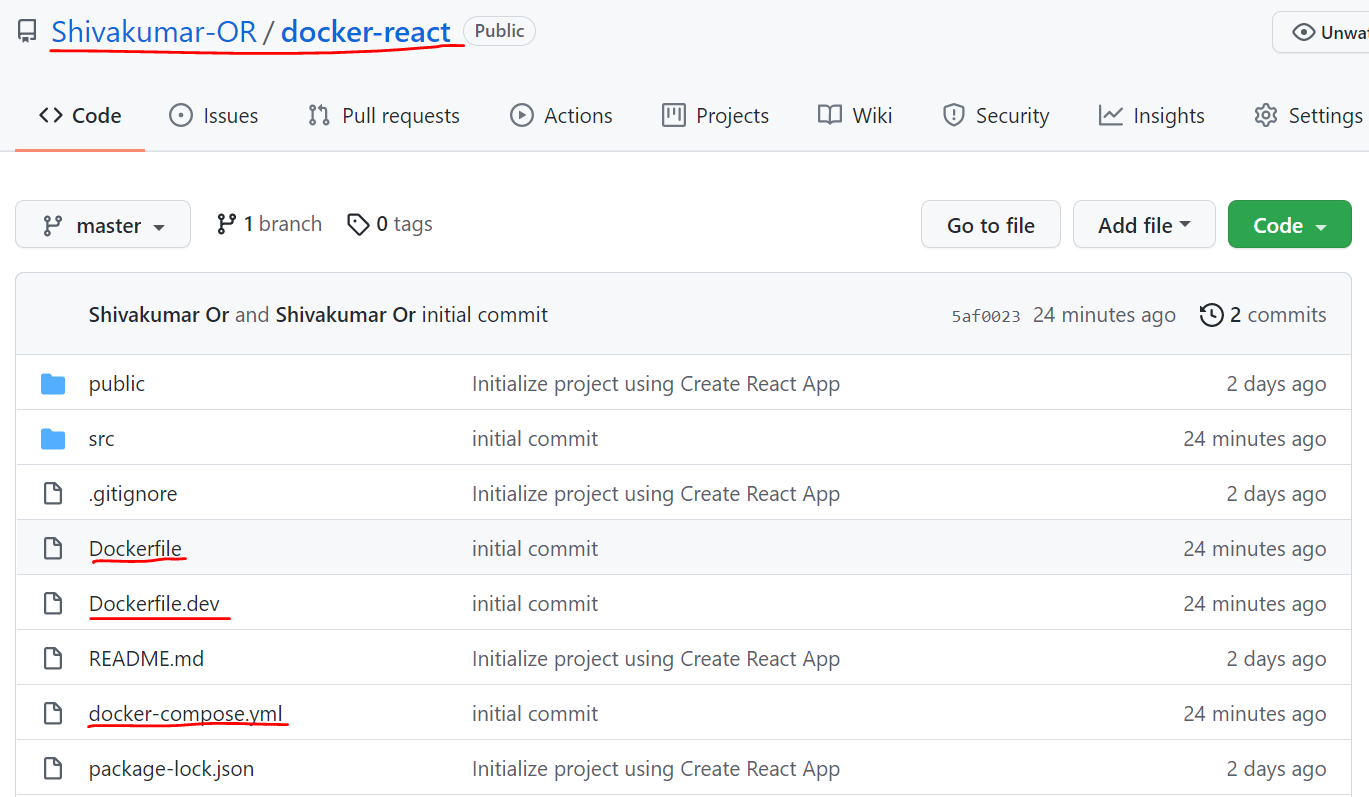 Shivakumar-OR / docker-react Public Unwat
Code Issues Pull requests Actions Projects Wiki Security Insights Settings
master 1 branch 0 tags Go to file Add file Code
Shivakumar Or and Shivakumar Or initial commit 5af0023 24 minutes ago 2 commits
public Initialize project using Create React App 2 days ago
src initial commit 24 minutes ago
.gitignore Initialize project using Create React App 2 days ago
Dockerfile initial commit 24 minutes ago
Dockerfile.dev initial commit 24 minutes ago
README.md Initialize project using Create React App 2 days ago
docker-compose.yml initial commit 24 minutes ago
package-lock.json Initialize project using Create React App 2 days ago